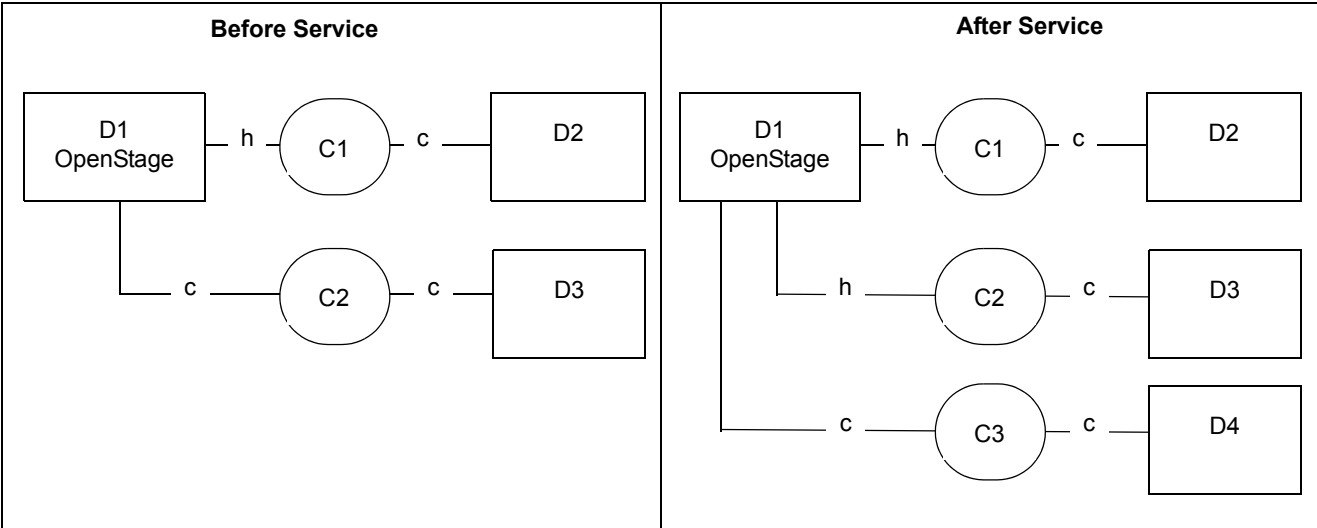 Before Service
D1
OpenStage
h
C1
c
D2
c
C2
c
D3
After Service
D1
OpenStage
h
C1
c
D2
h
C2
c
D3
c
C3
c
D4